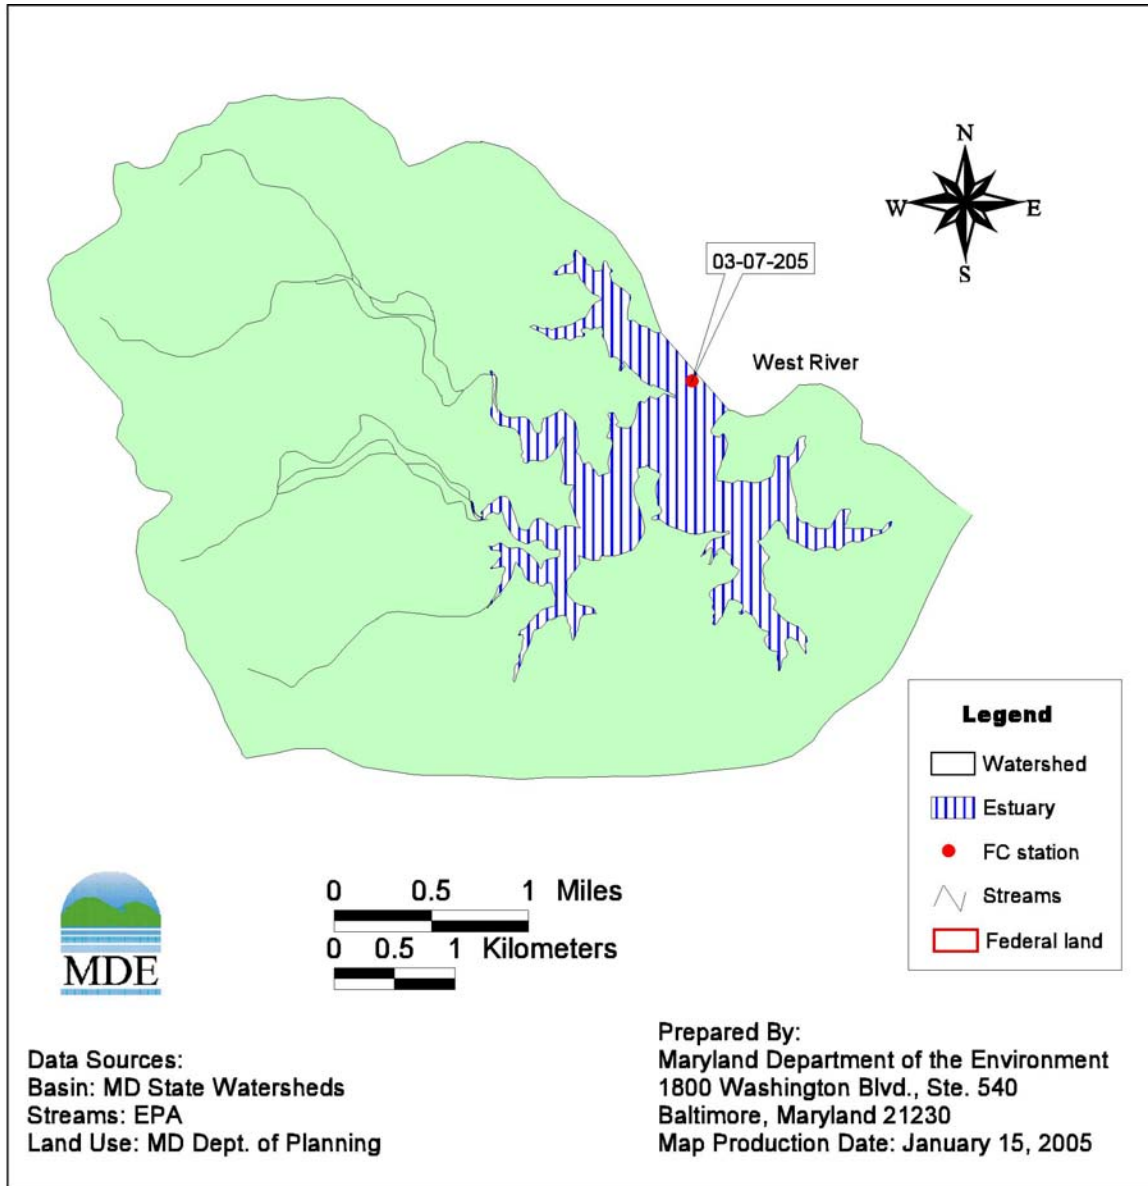 N
W E
S
03-07-205
West River
Legend
Watershed
Estuary
FC station
Streams
Federal land
0 0.5 1 Miles
0 0.5 1 Kilometers
MDE
Data Sources:
Basin: MD State Watersheds
Streams: EPA
Land Use: MD Dept. of Planning
Prepared By:
Maryland Department of the Environment
1800 Washington Blvd., Ste. 540
Baltimore, Maryland 21230
Map Production Date: January 15, 2005